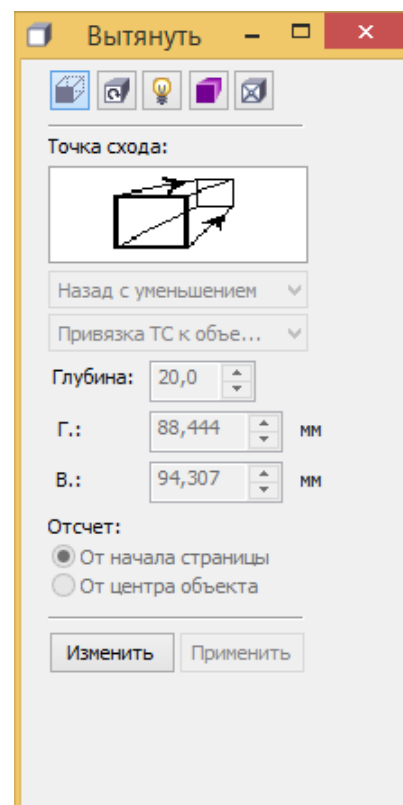 Вытянуть
Точка схода:
Назад с уменьшением
Привязка ТС к объе...
Глубина: 20,0
Г.: 88,444 мм
В.: 94,307 мм
Отсчет:
От начала страницы
От центра объекта
Изменить Применить